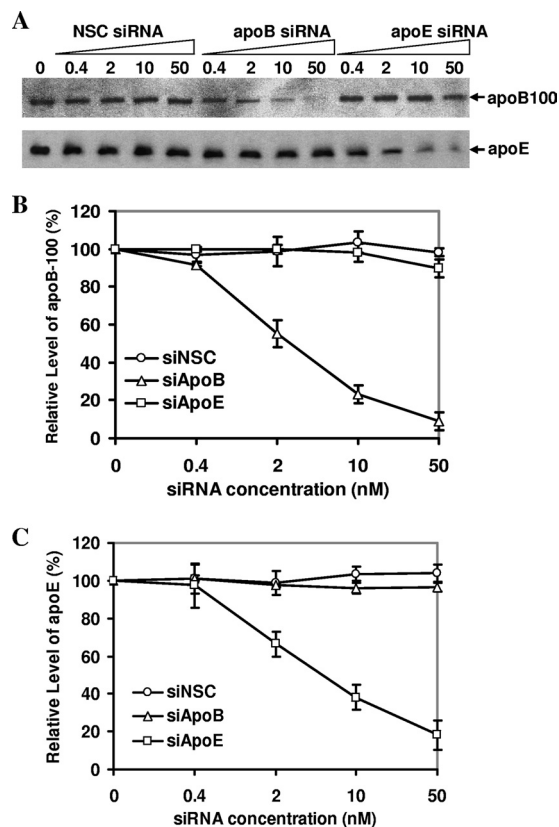 A
NSC siRNA apoB siRNA apoE siRNA
0 0.4 2 10 50 0.4 2 10 50 0.4 2 10 50
apoB100
apoE
B
Relative Level of apoB-100 (%)
120
100
80
60
40
20
0
siNSC
siApoB
siApoE
0 0.4 2 10 50
siRNA concentration (nM)
C
Relative Level of apoE (%)
120
100
80
60
40
20
0
siNSC
siApoB
siApoE
0 0.4 2 10 50
siRNA concentration (nM)